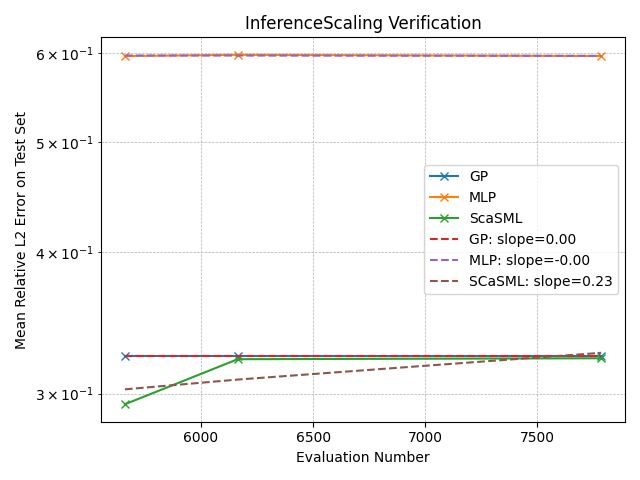 InferenceScaling Verification
Mean Relative L2 Error on Test Set
6 × 10⁻¹
5 × 10⁻¹
4 × 10⁻¹
3 × 10⁻¹
GP
MLP
ScaSML
GP: slope=0.00
MLP: slope=-0.00
SCaSML: slope=0.23
6000 6500 7000 7500
Evaluation Number